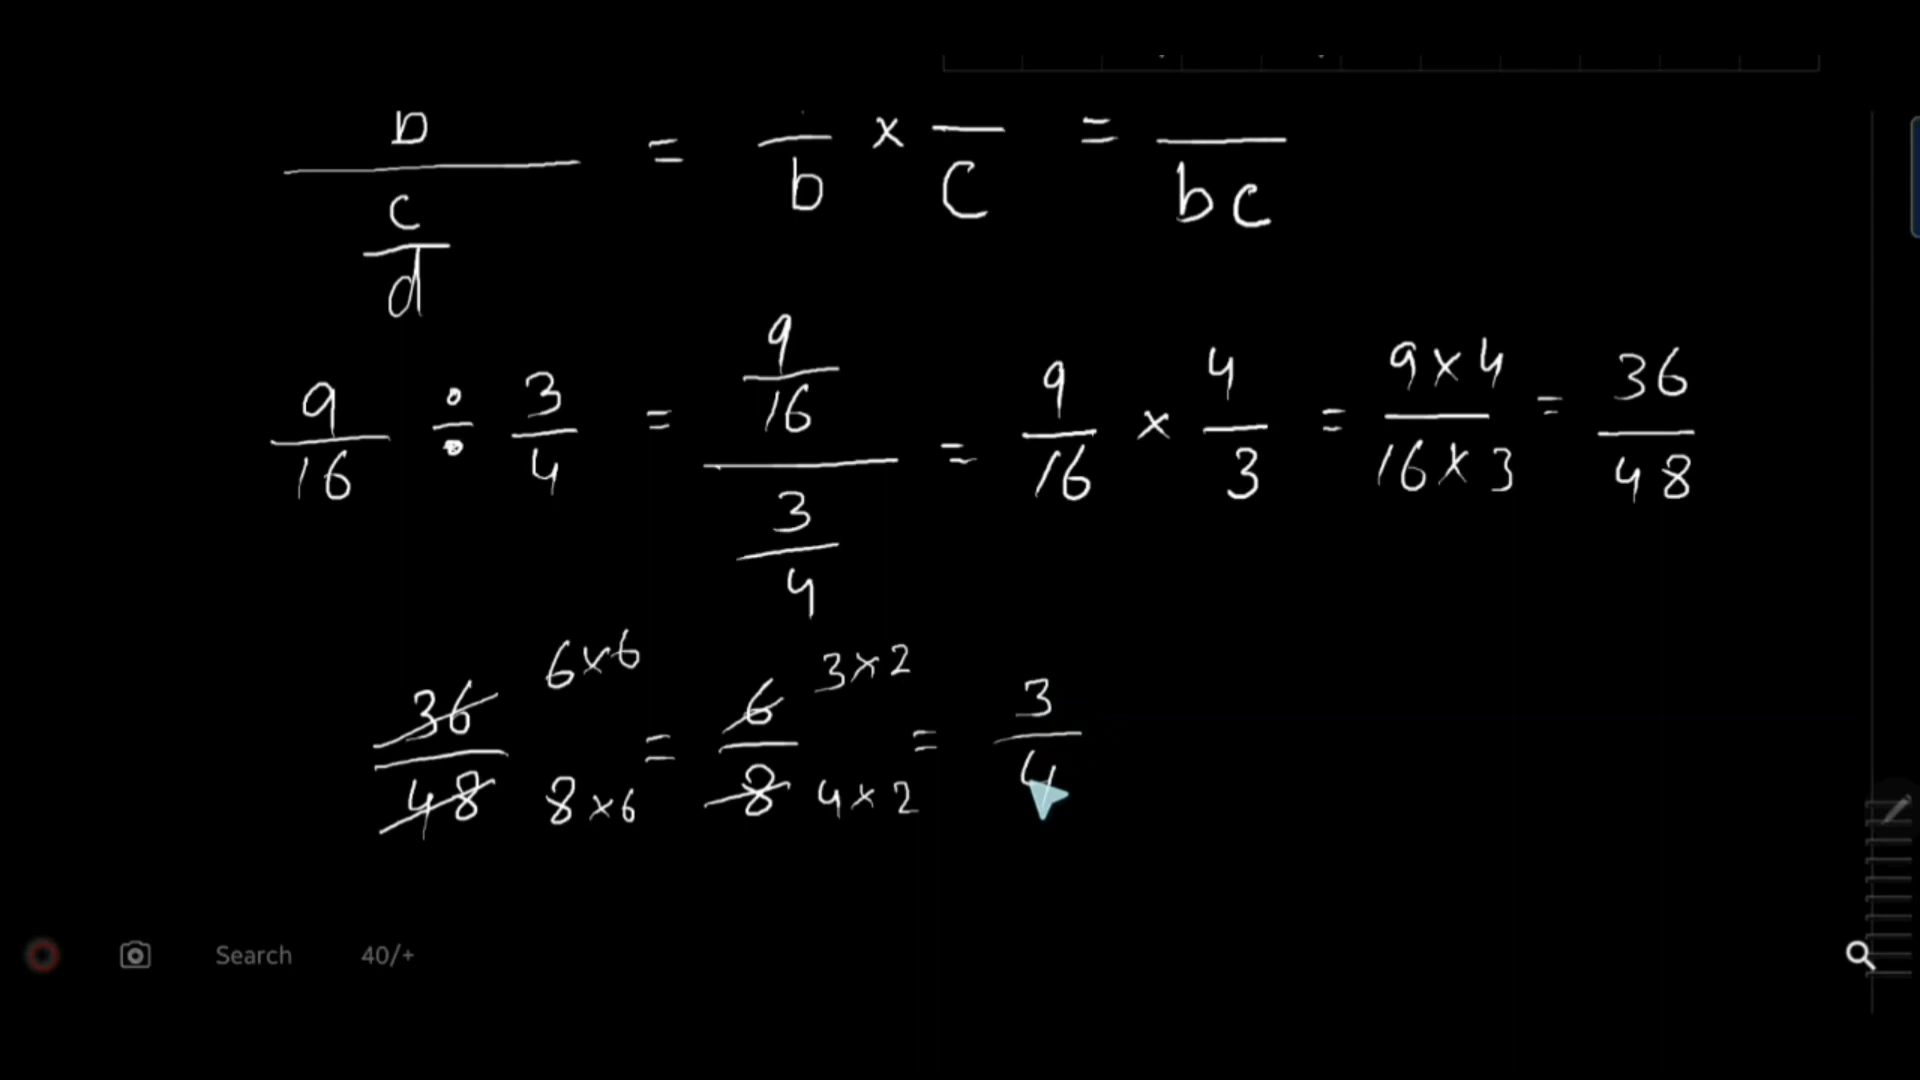 b/(c/d) = /b × /c = /bc
9/16 ÷ 3/4 = (9/16)/(3/4) = 9/16 × 4/3 = 9×4/16×3 = 36/48
36/48 6×6/8×6 = 6/8 3×2/4×2 = 3/4
Search 40/+